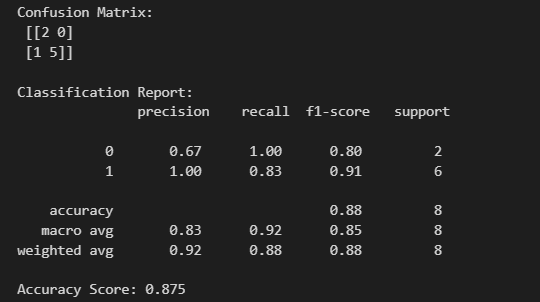 Confusion Matrix:
[[2 0]
[1 5]]
Classification Report:
precision recall f1-score support
0 0.67 1.00 0.80 2
1 1.00 0.83 0.91 6
accuracy 0.88 8
macro avg 0.83 0.92 0.85 8
weighted avg 0.92 0.88 0.88 8
Accuracy Score: 0.875